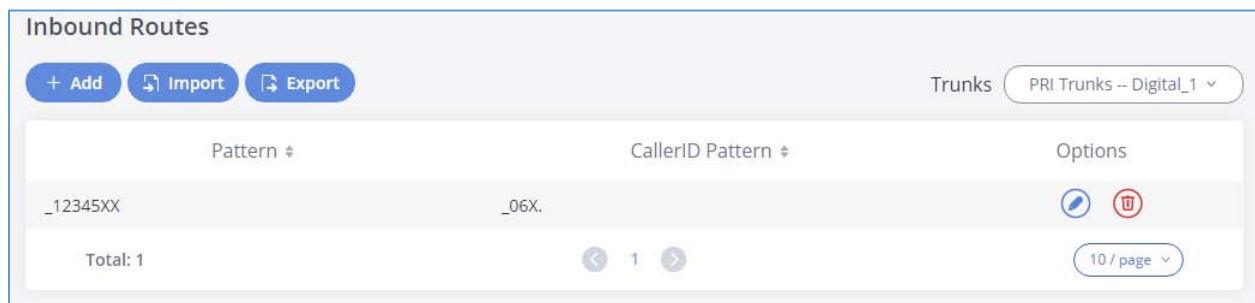 Inbound Routes
+ Add Import Export Trunks PRI Trunks -- Digital_1
Pattern CallerID Pattern Options
_12345XX _06X.
Total: 1 1 10 / page